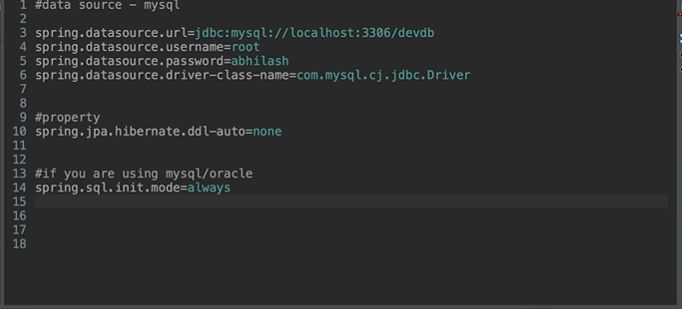 1 #data source - mysql
2
3 spring.datasource.url=jdbc:mysql://localhost:3306/devdb
4 spring.datasource.username=root
5 spring.datasource.password=abhilash
6 spring.datasource.driver-class-name=com.mysql.cj.jdbc.Driver
7
8
9 #property
10 spring.jpa.hibernate.ddl-auto=none
11
12
13 #if you are using mysql/oracle
14 spring.sql.init.mode=always
15
16
17
18